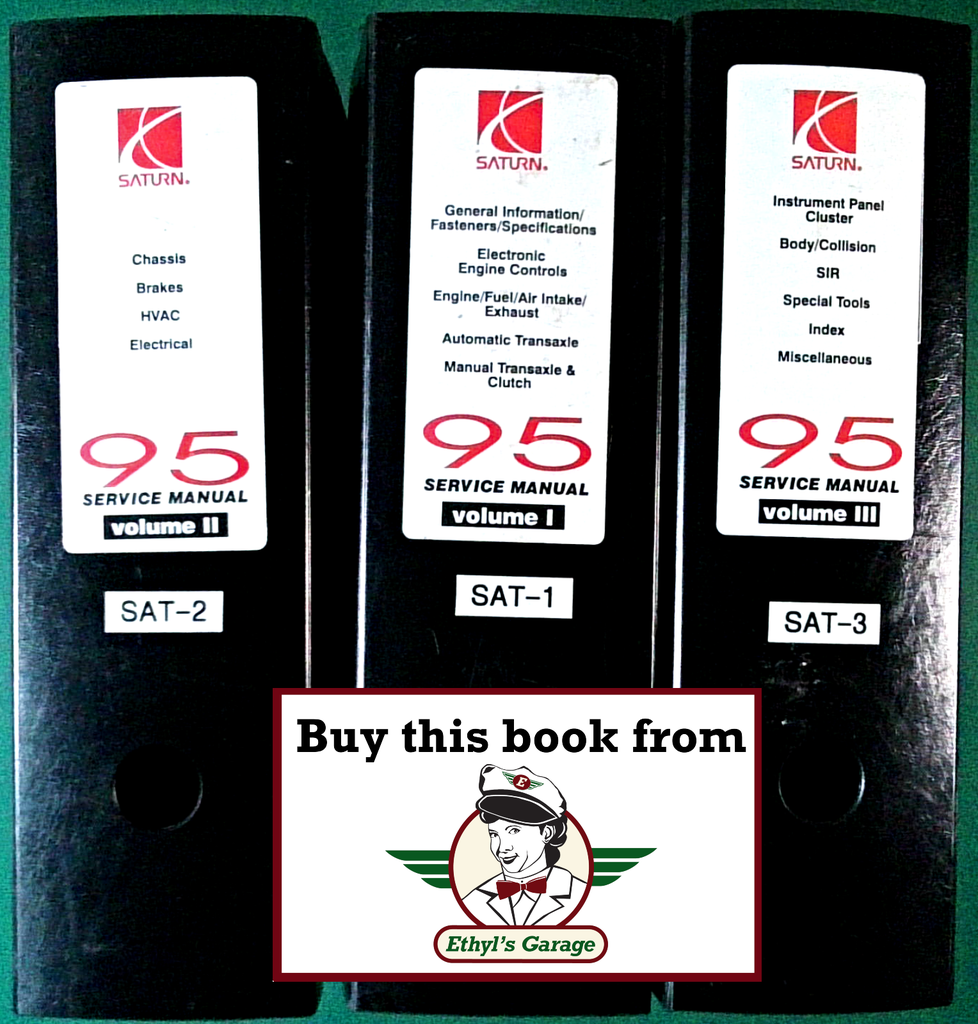 SATURN.
Chassis
Brakes
HVAC
Electrical
95
SERVICE MANUAL
volume II
SAT-2
SATURN.
General Information/
Fasteners/Specifications
Electronic
Engine Controls
Engine/Fuel/Air Intake/
Exhaust
Automatic Transaxle
Manual Transaxle &
Clutch
95
SERVICE MANUAL
volume I
SAT-1
SATURN.
Instrument Panel
Cluster
Body/Collision
SIR
Special Tools
Index
Miscellaneous
95
SERVICE MANUAL
volume III
SAT-3
Buy this book from
E
Ethyl's Garage